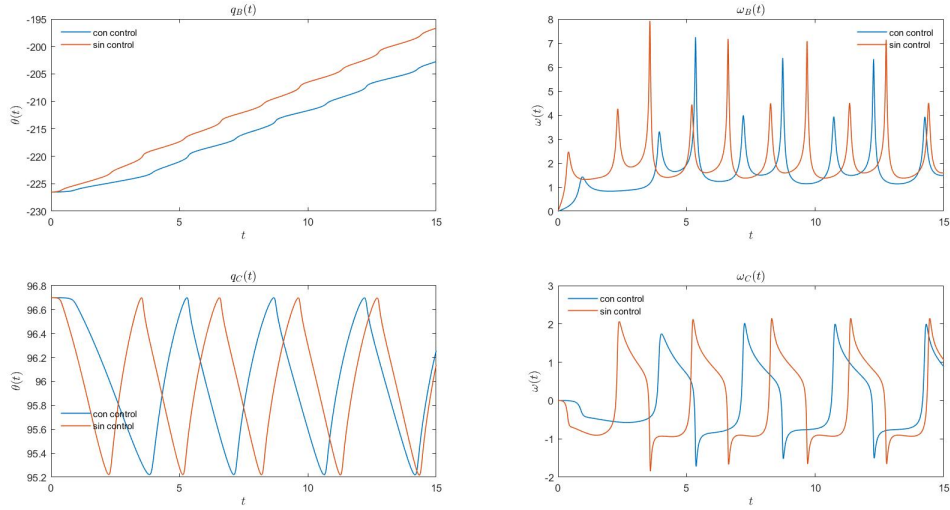 q_B(t)
-195
-200
-205
-210
-215
-220
-225
-230
θ(t)
con control
sin control
0
5
10
15
t
ω_B(t)
8
7
6
5
4
3
2
1
0
ω(t)
con control
sin control
0
5
10
15
t
q_C(t)
96.8
96.6
96.4
96.2
96
95.8
95.6
95.4
95.2
θ(t)
con control
sin control
0
5
10
15
t
ω_C(t)
3
2
1
0
-1
-2
ω(t)
con control
sin control
0
5
10
15
t